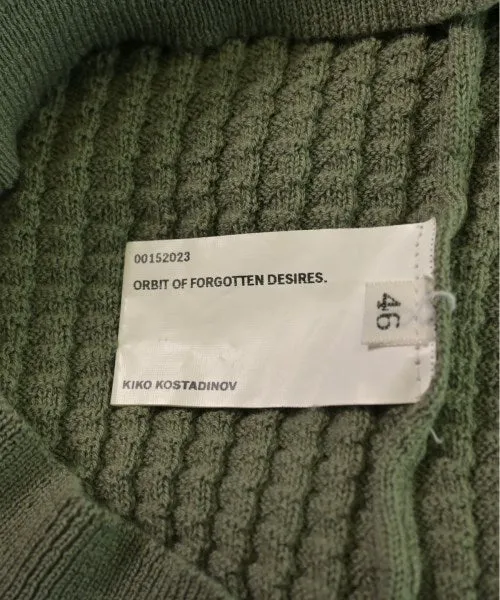 00152023
ORBIT OF FORGOTTEN DESIRES.
46
KIKO KOSTADINOV